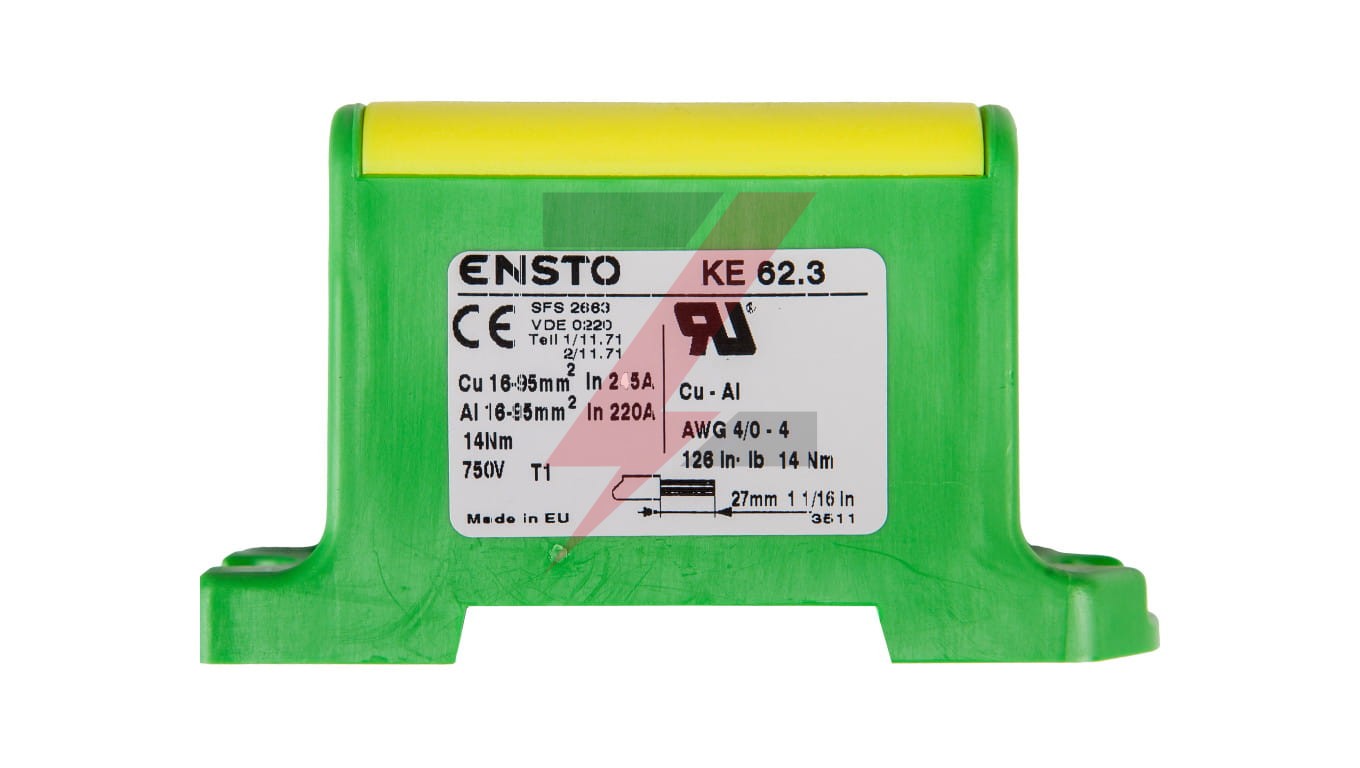 ENSTO KE 62.3
CE
SFS 2663
VDE 0220
Teil 1/11.71
2/11.71
Cu 16-95mm² In 245A
Al 16-95mm² In 220A
14Nm
750V T1
Made in EU
RU ®
Cu - Al
AWG 4/0 - 4
126 In· lb 14 Nm
27mm 1 1/16 In
3511